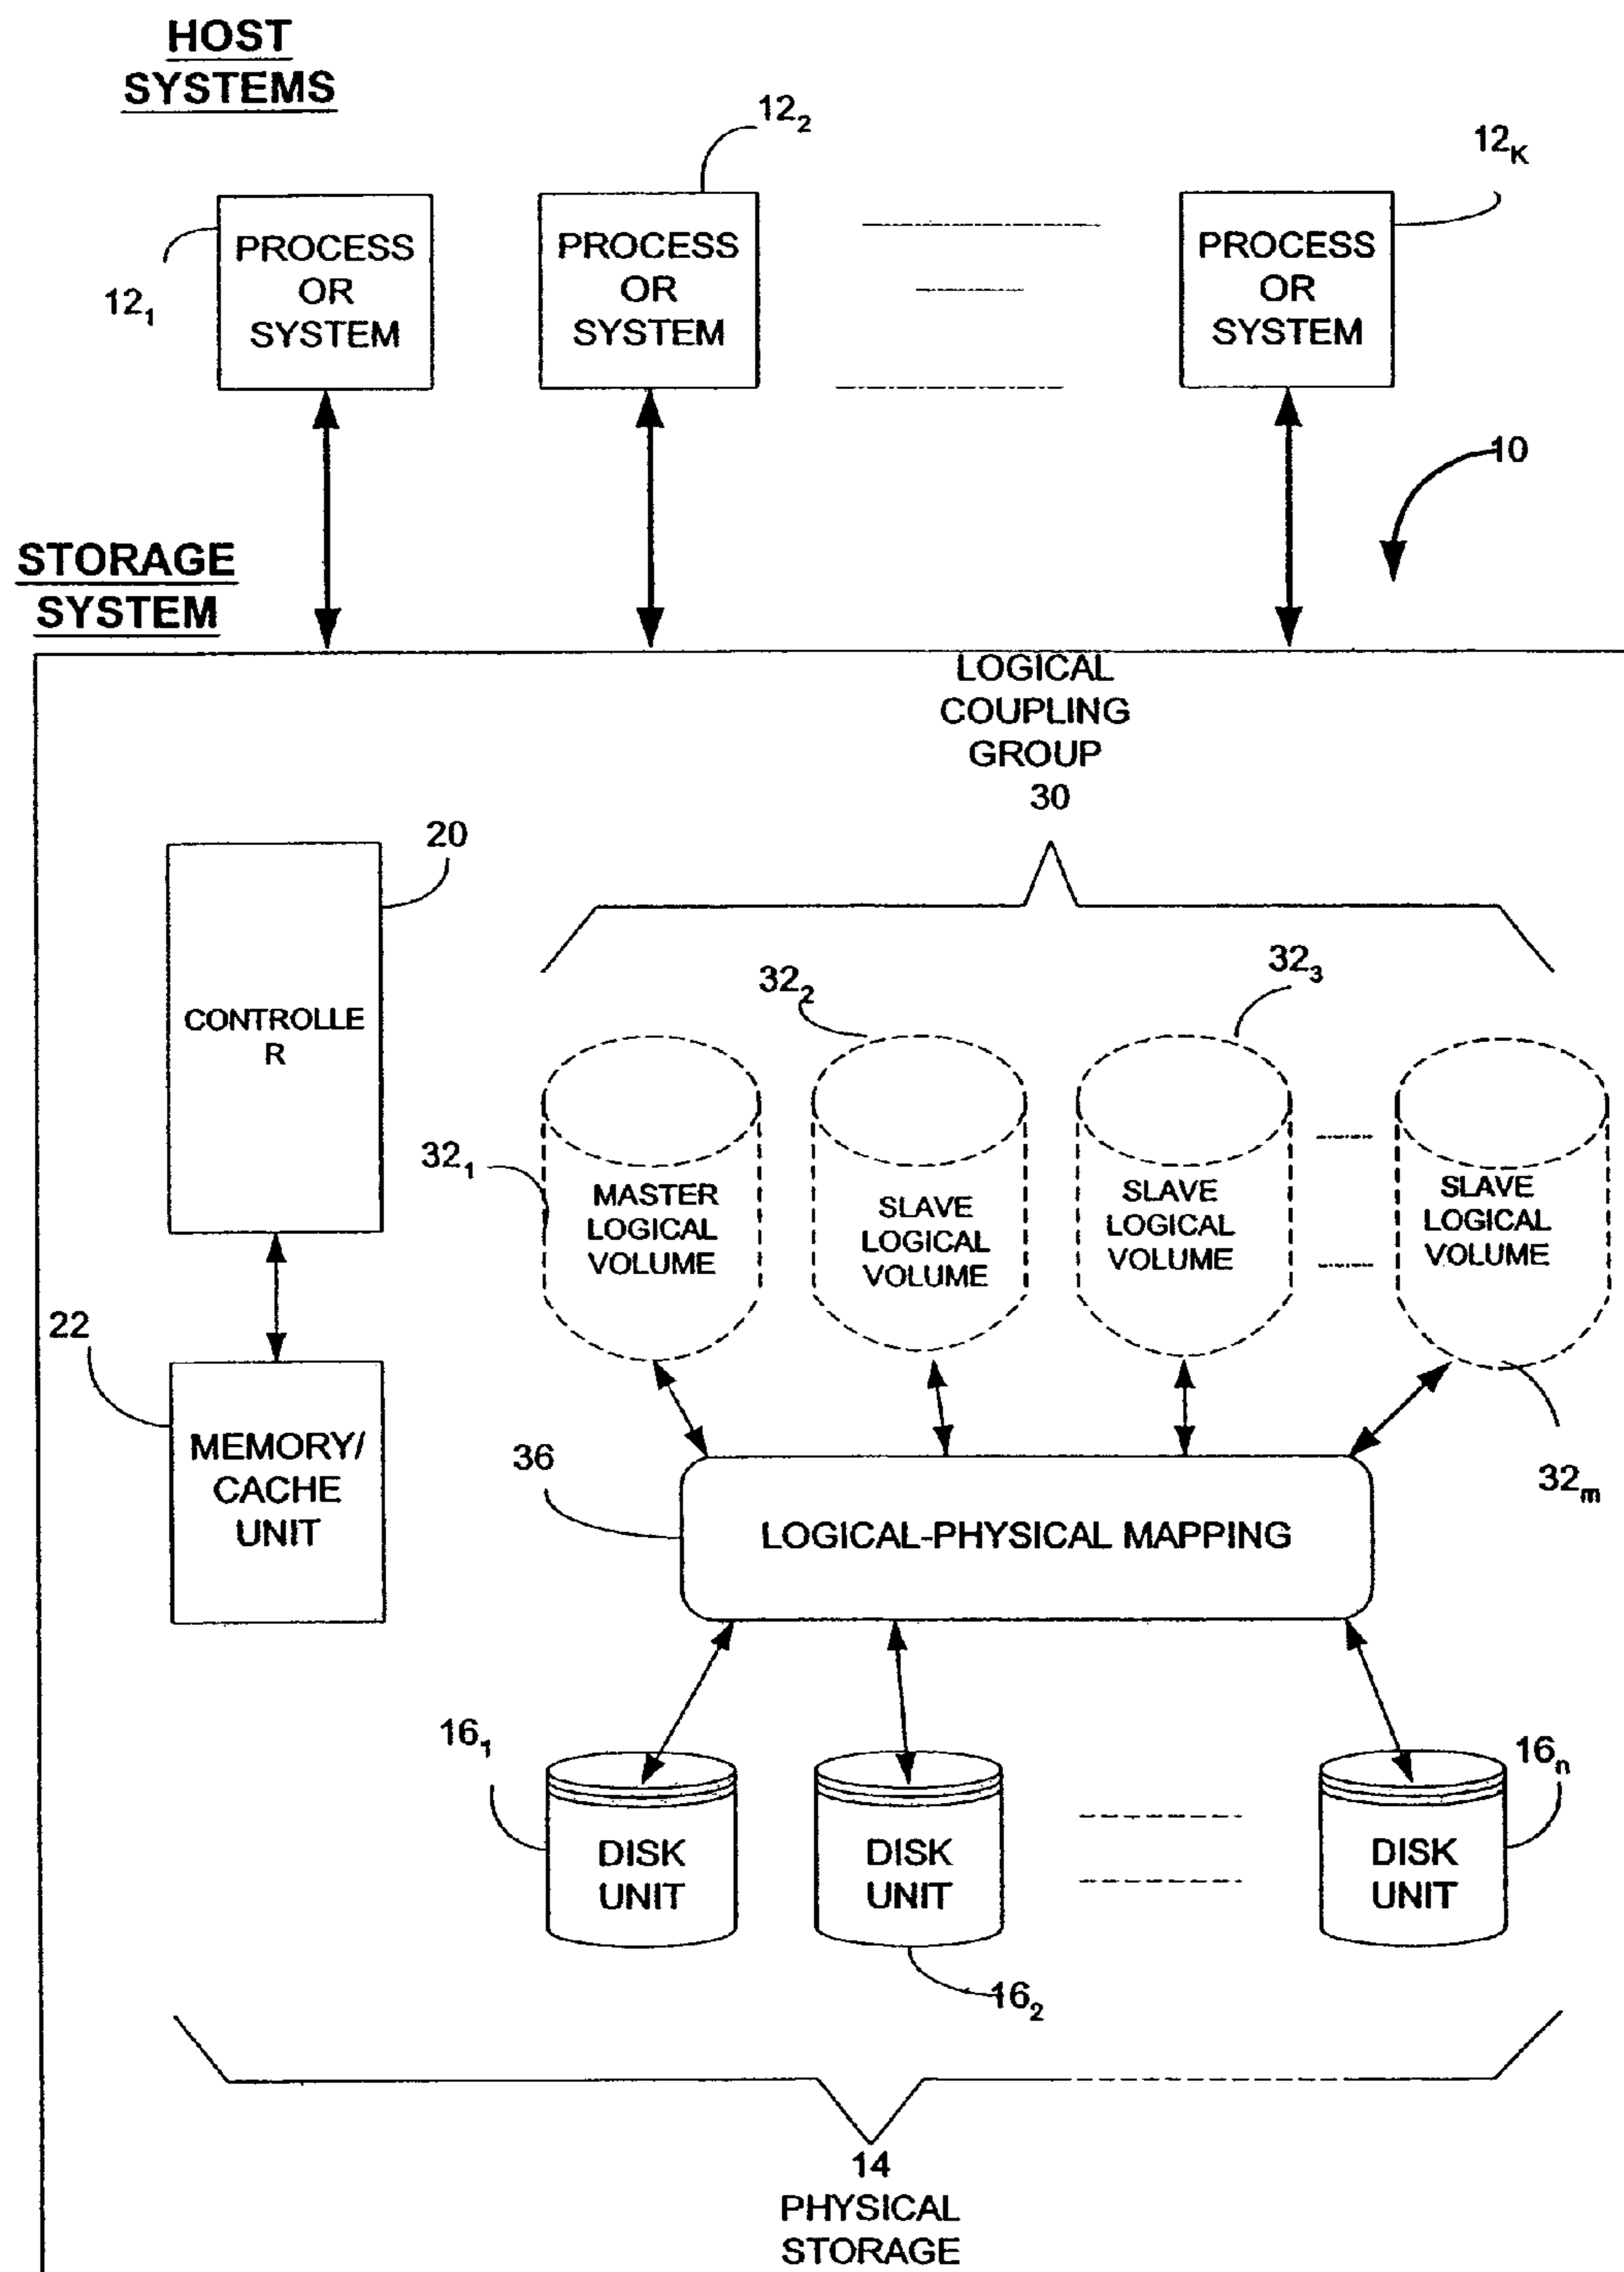 HOST
SYSTEMS
12₁
PROCESS
OR
SYSTEM
12₂
PROCESS
OR
SYSTEM
12K
PROCESS
OR
SYSTEM
10
STORAGE
SYSTEM
LOGICAL
COUPLING
GROUP
30
20
CONTROLLE
R
22
MEMORY/
CACHE
UNIT
32₁
MASTER
LOGICAL
VOLUME
32₂
SLAVE
LOGICAL
VOLUME
32₃
SLAVE
LOGICAL
VOLUME
32m
SLAVE
LOGICAL
VOLUME
36
LOGICAL-PHYSICAL MAPPING
16₁
DISK
UNIT
16₂
DISK
UNIT
16n
DISK
UNIT
14
PHYSICAL
STORAGE